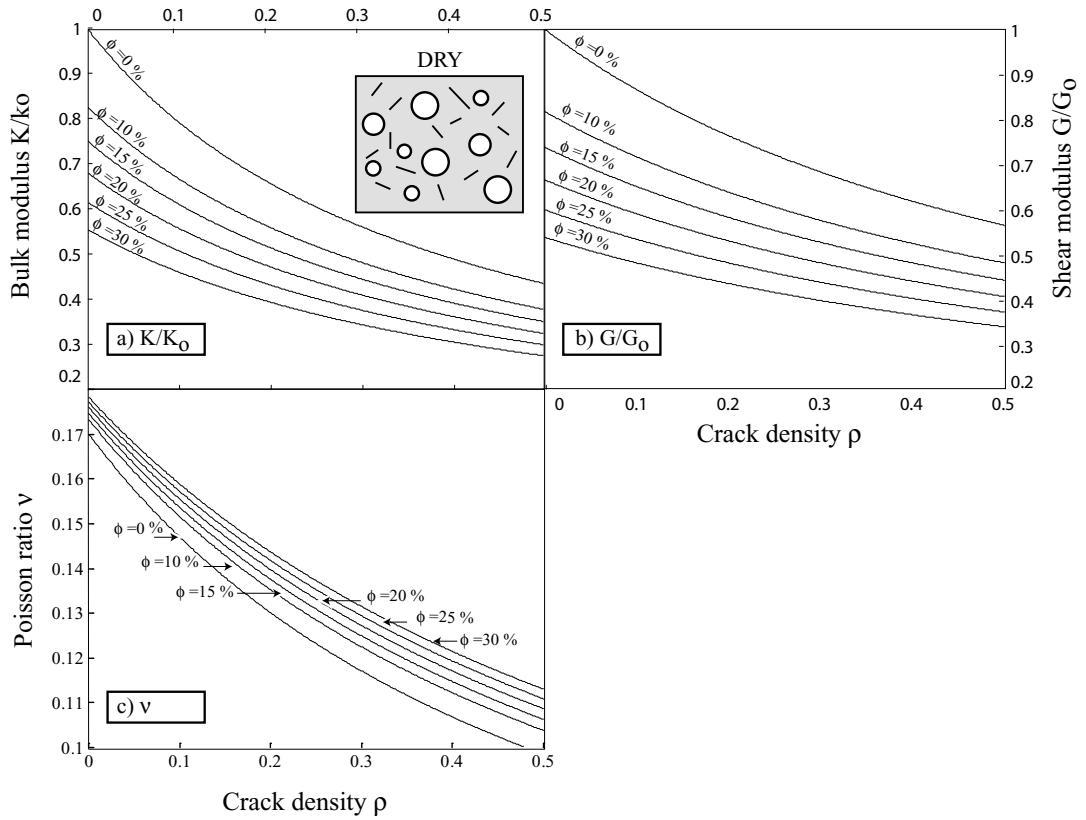 0 0.1 0.2 0.3 0.4 0.5
Bulk modulus K/ko
1
0.9
0.8
0.7
0.6
0.5
0.4
0.3
0.2
ϕ =0 %
ϕ =10 %
ϕ =15 %
ϕ =20 %
ϕ =25 %
ϕ =30 %
DRY
a) K/Ko
ϕ =0 %
ϕ =10 %
ϕ =15 %
ϕ =20 %
ϕ =25 %
ϕ =30 %
b) G/Go
1
0.9
0.8
0.7
0.6
0.5
0.4
0.3
0.2
Shear modulus G/Go
0 0.1 0.2 0.3 0.4 0.5
Crack density ρ
Poisson ratio ν
0.17
0.16
0.15
0.14
0.13
0.12
0.11
0.1
ϕ =0 %
ϕ =10 %
ϕ =15 %
ϕ =20 %
ϕ =25 %
ϕ =30 %
c) ν
0 0.1 0.2 0.3 0.4 0.5
Crack density ρ